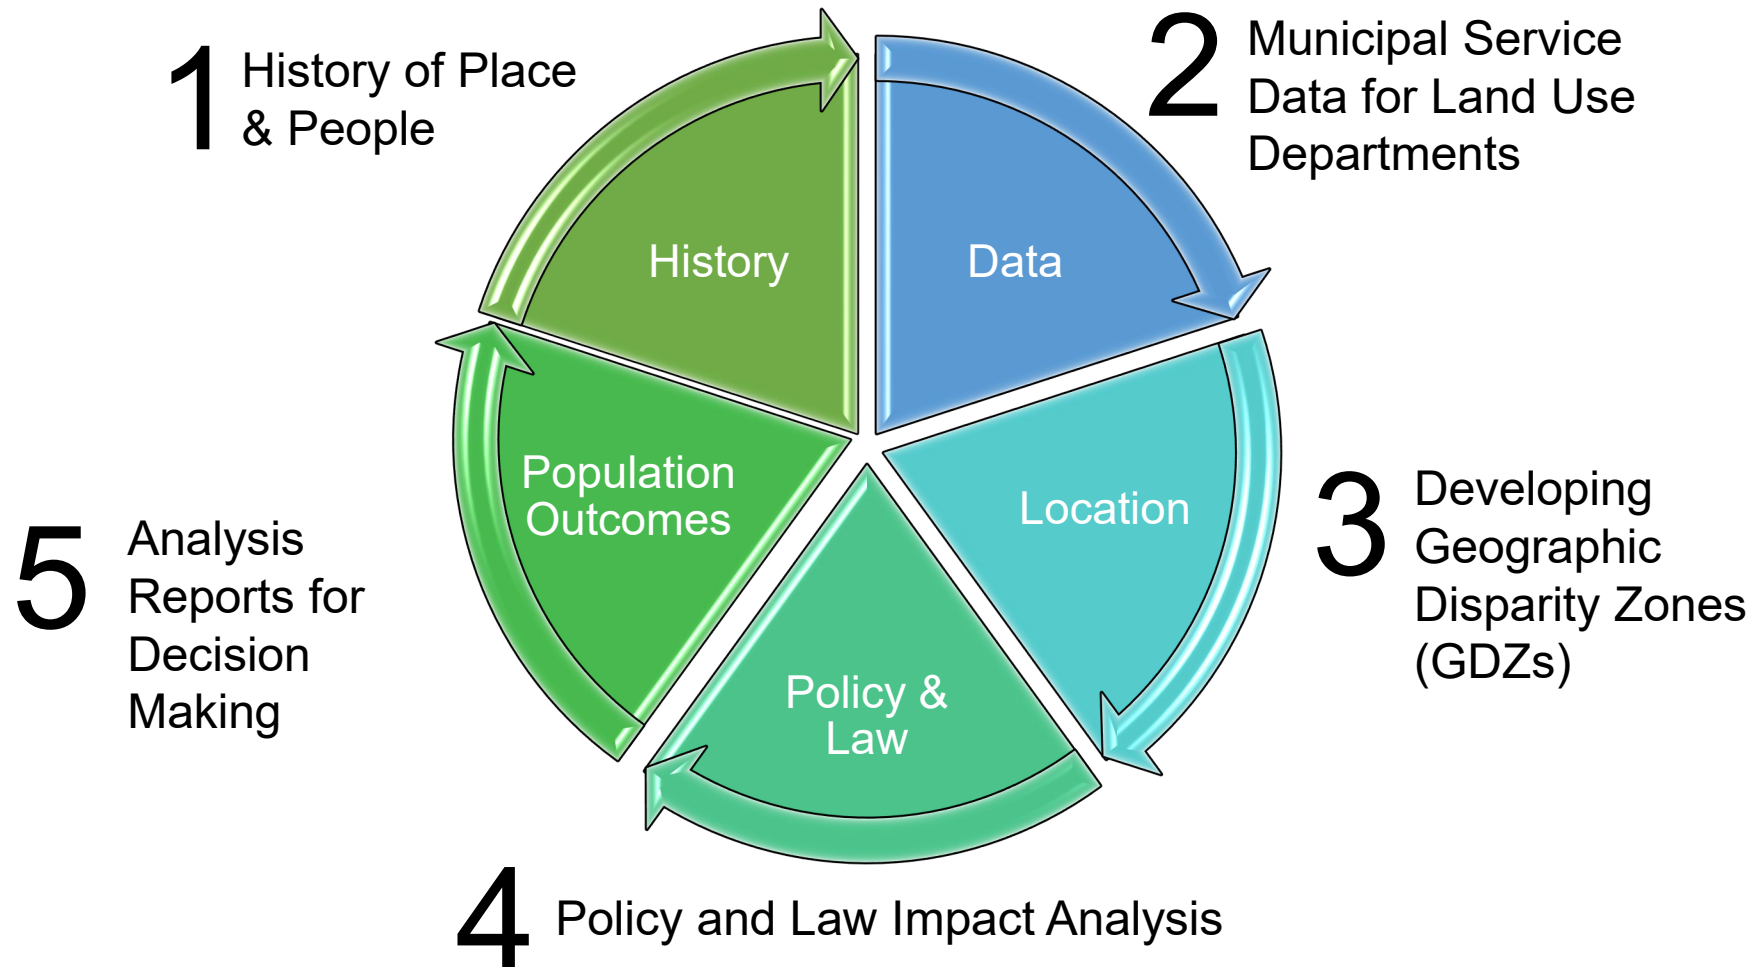 1
History of Place
& People
2
Municipal Service
Data for Land Use
Departments
History
Data
Population
Outcomes
Location
Policy &
Law
3
Developing
Geographic
Disparity Zones
(GDZs)
5
Analysis
Reports for
Decision
Making
4
Policy and Law Impact Analysis